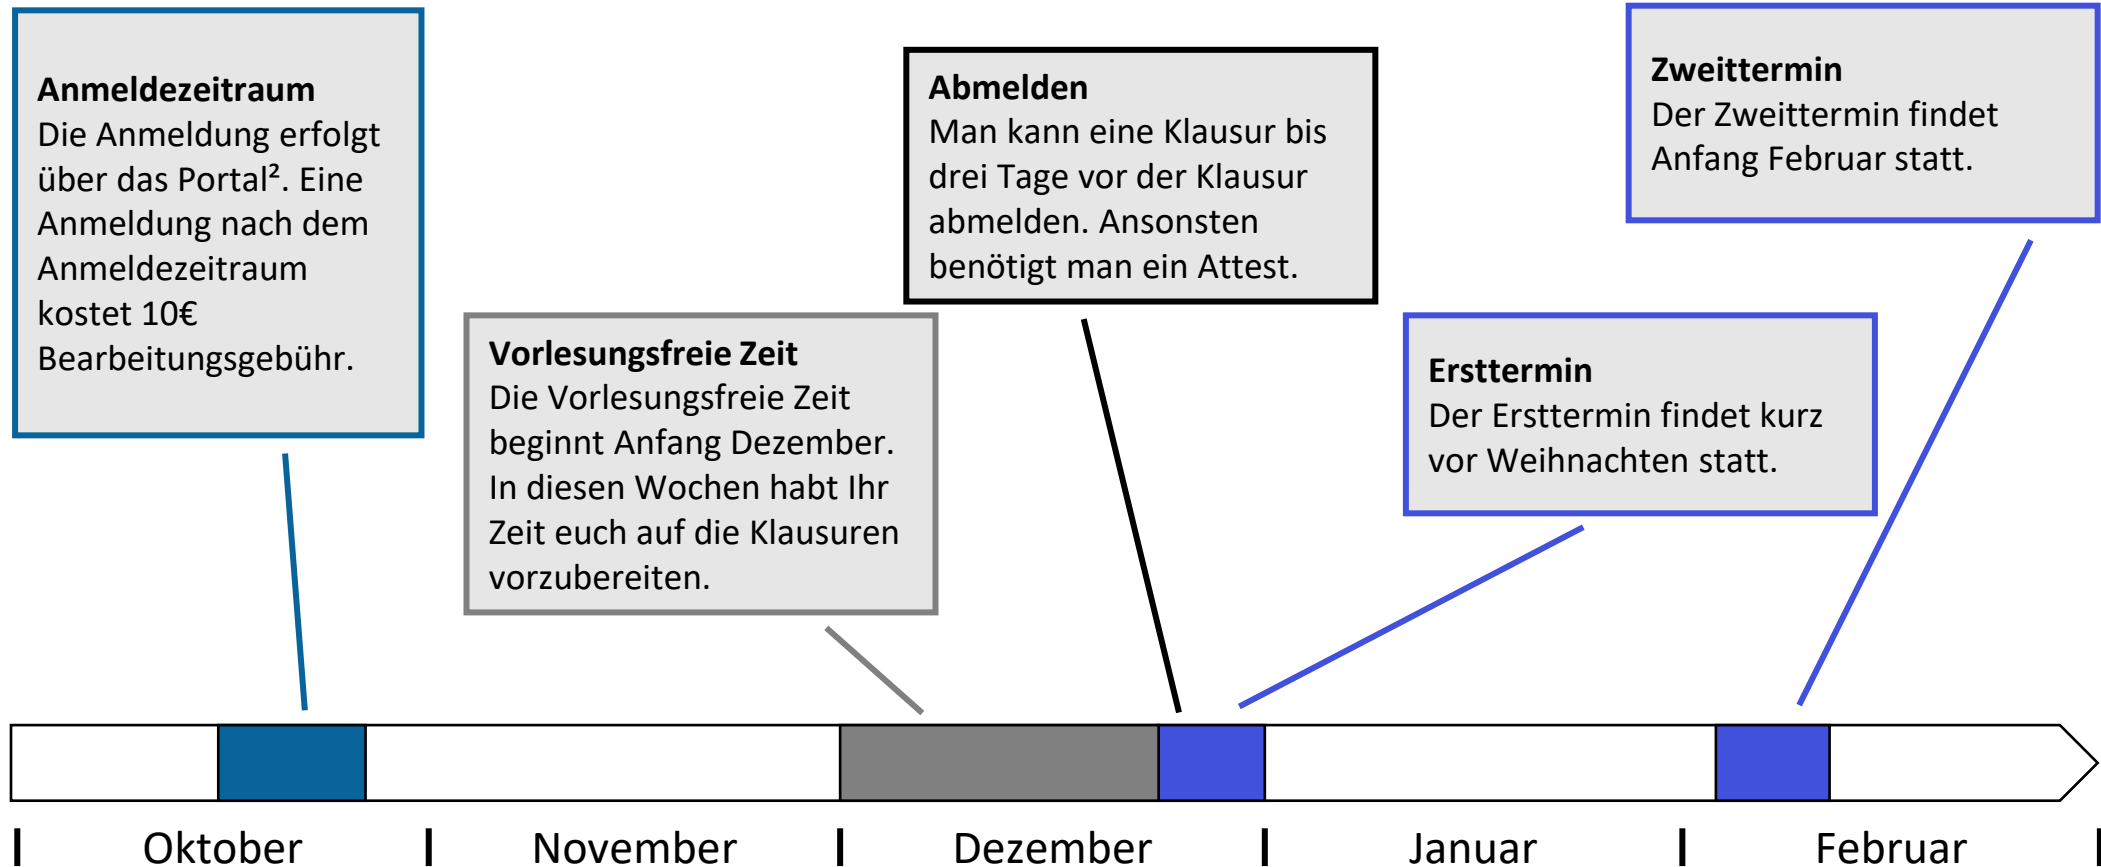 Anmeldezeitraum
Die Anmeldung erfolgt
über das Portal². Eine
Anmeldung nach dem
Anmeldezeitraum
kostet 10€
Bearbeitungsgebühr.
Vorlesungsfreie Zeit
Die Vorlesungsfreie Zeit
beginnt Anfang Dezember.
In diesen Wochen habt Ihr
Zeit euch auf die Klausuren
vorzubereiten.
Abmelden
Man kann eine Klausur bis
drei Tage vor der Klausur
abmelden. Ansonsten
benötigt man ein Attest.
Ersttermin
Der Ersttermin findet kurz
vor Weihnachten statt.
Zweittermin
Der Zweittermin findet
Anfang Februar statt.
Oktober November Dezember Januar Februar